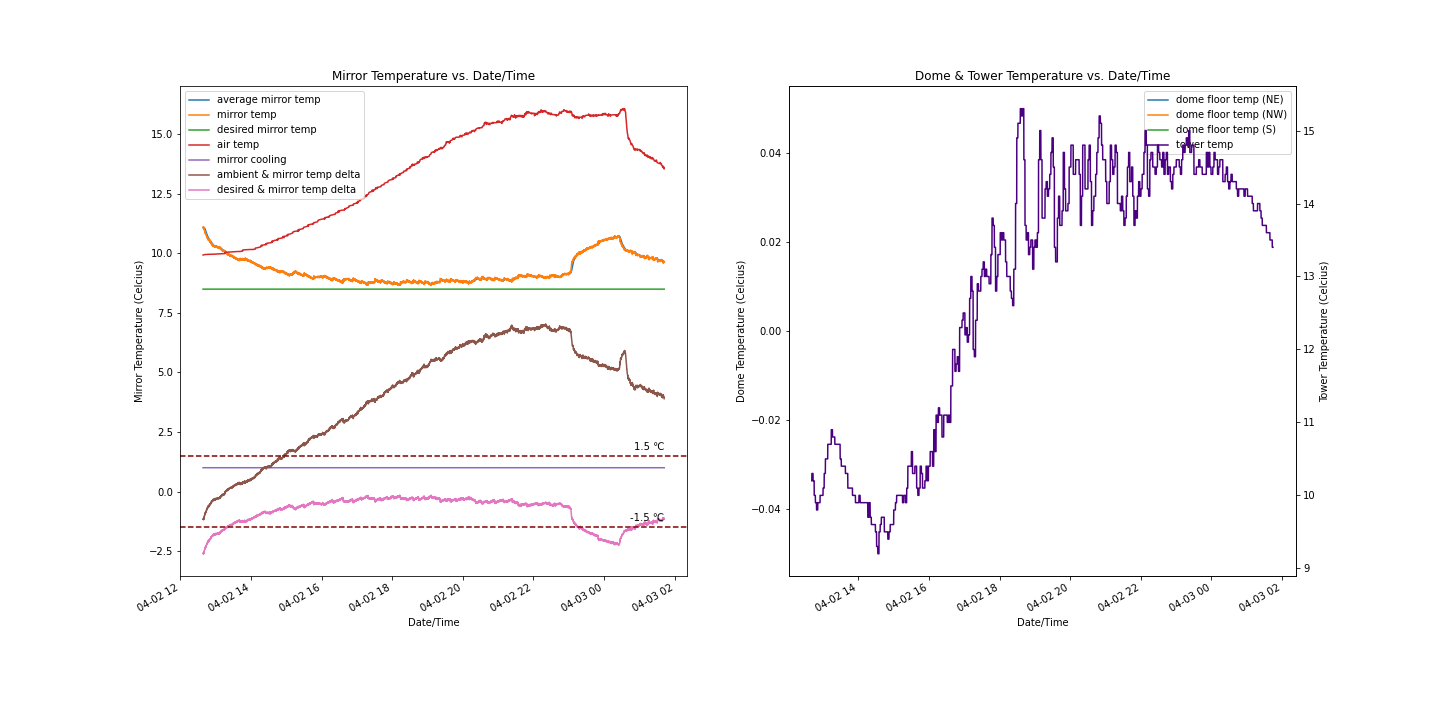 Mirror Temperature vs. Date/Time
average mirror temp
mirror temp
desired mirror temp
air temp
mirror cooling
ambient & mirror temp delta
desired & mirror temp delta
15.0
12.5
10.0
7.5
5.0
2.5
0.0
−2.5
Mirror Temperature (Celcius)
1.5 °C
-1.5 °C
04-02 12
04-02 14
04-02 16
04-02 18
04-02 20
04-02 22
04-03 00
04-03 02
Date/Time
Dome & Tower Temperature vs. Date/Time
dome floor temp (NE)
dome floor temp (NW)
dome floor temp (S)
tower temp
0.04
0.02
0.00
−0.02
−0.04
Dome Temperature (Celcius)
15
14
13
12
11
10
9
Tower Temperature (Celcius)
04-02 14
04-02 16
04-02 18
04-02 20
04-02 22
04-03 00
04-03 02
Date/Time